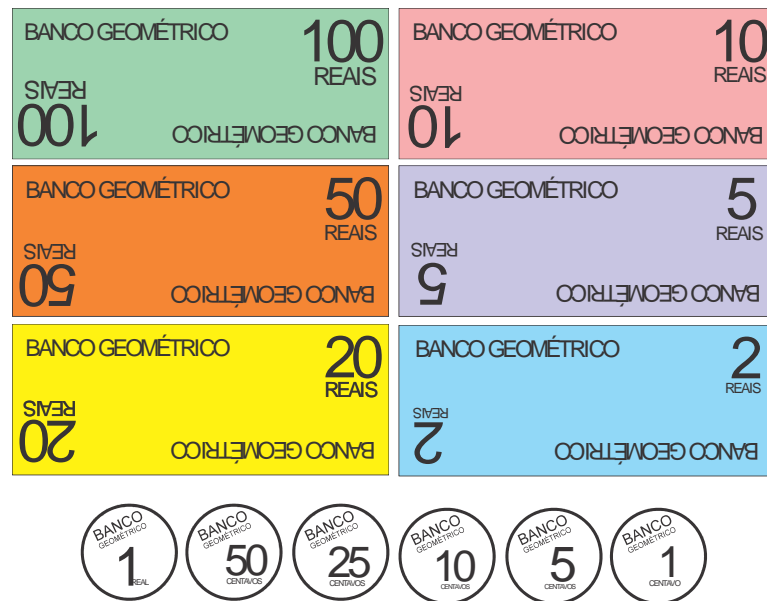 BANCO GEOMÉTRICO 100
REAIS
REAIS
100 BANCO GEOMÉTRICO
BANCO GEOMÉTRICO 10
REAIS
REAIS
10 BANCO GEOMÉTRICO
BANCO GEOMÉTRICO 50
REAIS
REAIS
50 BANCO GEOMÉTRICO
BANCO GEOMÉTRICO 5
REAIS
REAIS
5 BANCO GEOMÉTRICO
BANCO GEOMÉTRICO 20
REAIS
REAIS
20 BANCO GEOMÉTRICO
BANCO GEOMÉTRICO 2
REAIS
REAIS
2 BANCO GEOMÉTRICO
BANCO
GEOMÉTRICO
1 REAL
BANCO
GEOMÉTRICO
50
CENTAVOS
BANCO
GEOMÉTRICO
25
CENTAVOS
BANCO
GEOMÉTRICO
10
CENTAVOS
BANCO
GEOMÉTRICO
5
CENTAVOS
BANCO
GEOMÉTRICO
1
CENTAVO